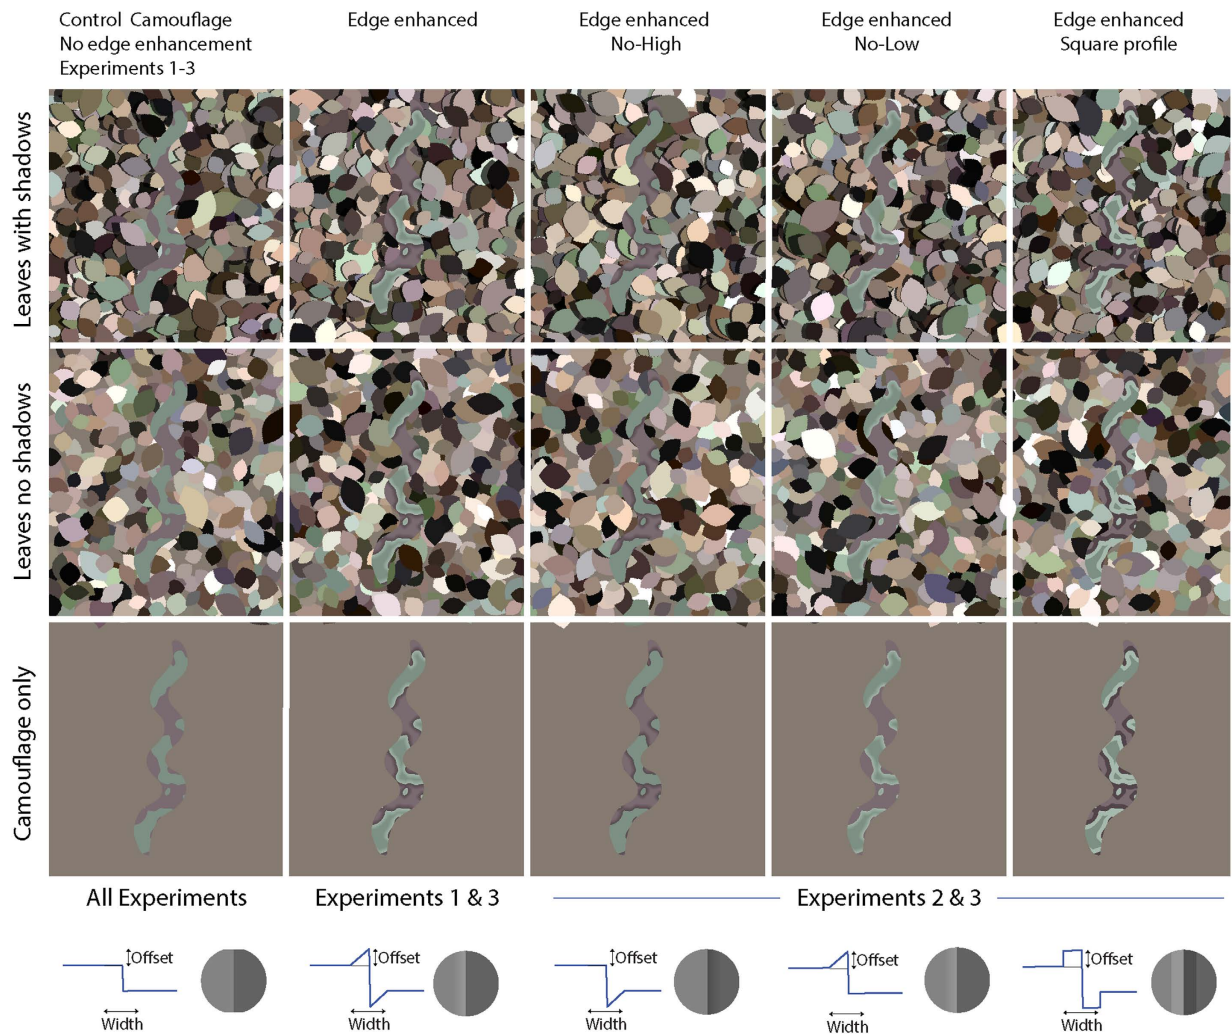 Control Camouflage
No edge enhancement
Experiments 1-3
Edge enhanced
Edge enhanced
No-High
Edge enhanced
No-Low
Edge enhanced
Square profile
Leaves with shadows
Leaves no shadows
Camouflage only
All Experiments
Experiments 1 & 3
Experiments 2 & 3
Offset
Width
Offset
Width
Offset
Width
Offset
Width
Offset
Width